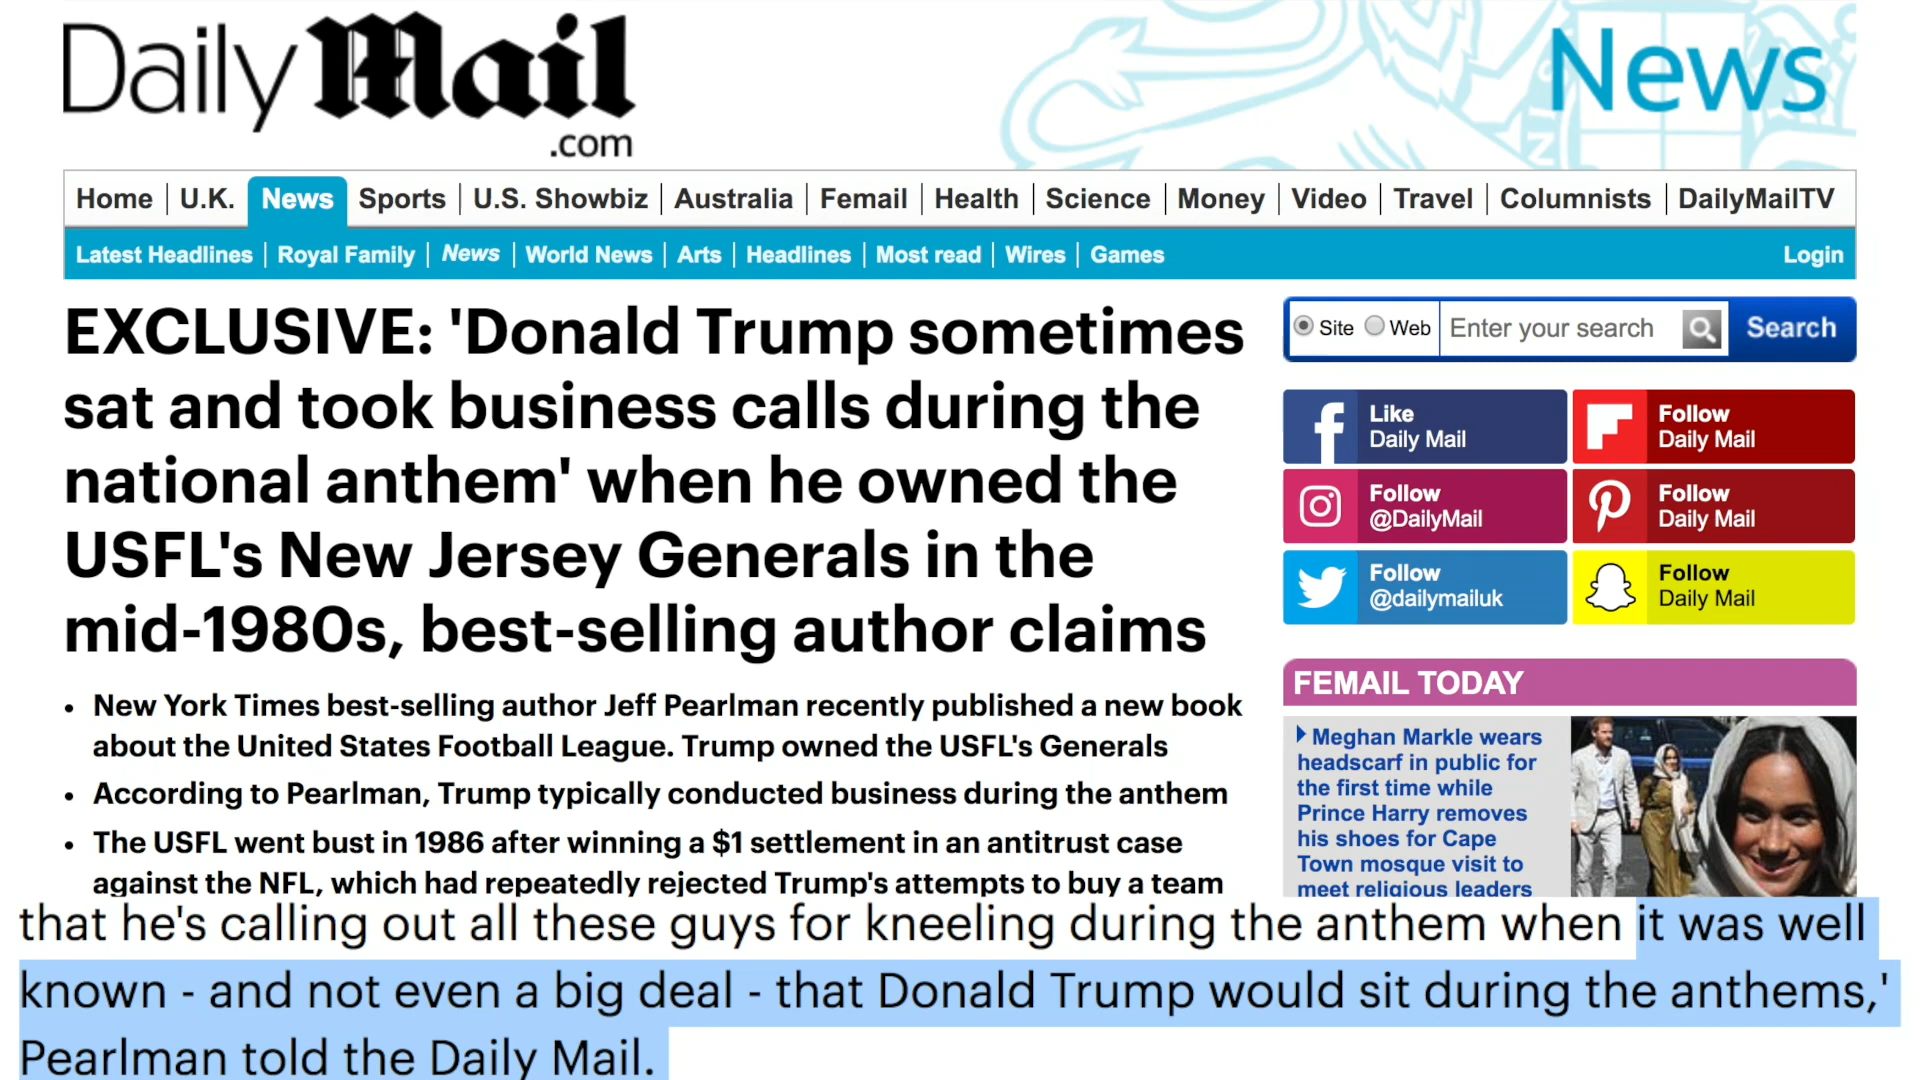 Daily Mail
.com
News
Home U.K. News Sports U.S. Showbiz Australia Femail Health Science Money Video Travel Columnists DailyMailTV
Latest Headlines Royal Family News World News Arts Headlines Most read Wires Games Login
EXCLUSIVE: 'Donald Trump sometimes
sat and took business calls during the
national anthem' when he owned the
USFL's New Jersey Generals in the
mid-1980s, best-selling author claims
• New York Times best-selling author Jeff Pearlman recently published a new book
about the United States Football League. Trump owned the USFL's Generals
• According to Pearlman, Trump typically conducted business during the anthem
• The USFL went bust in 1986 after winning a $1 settlement in an antitrust case
against the NFL, which had repeatedly rejected Trump's attempts to buy a team
Site Web Enter your search Search
Like
Daily Mail
Follow
Daily Mail
Follow
@DailyMail
Follow
Daily Mail
Follow
@dailymailuk
Follow
Daily Mail
FEMAIL TODAY
Meghan Markle wears
headscarf in public for
the first time while
Prince Harry removes
his shoes for Cape
Town mosque visit to
meet religious leaders
that he's calling out all these guys for kneeling during the anthem when it was well
known - and not even a big deal - that Donald Trump would sit during the anthems,'
Pearlman told the Daily Mail.